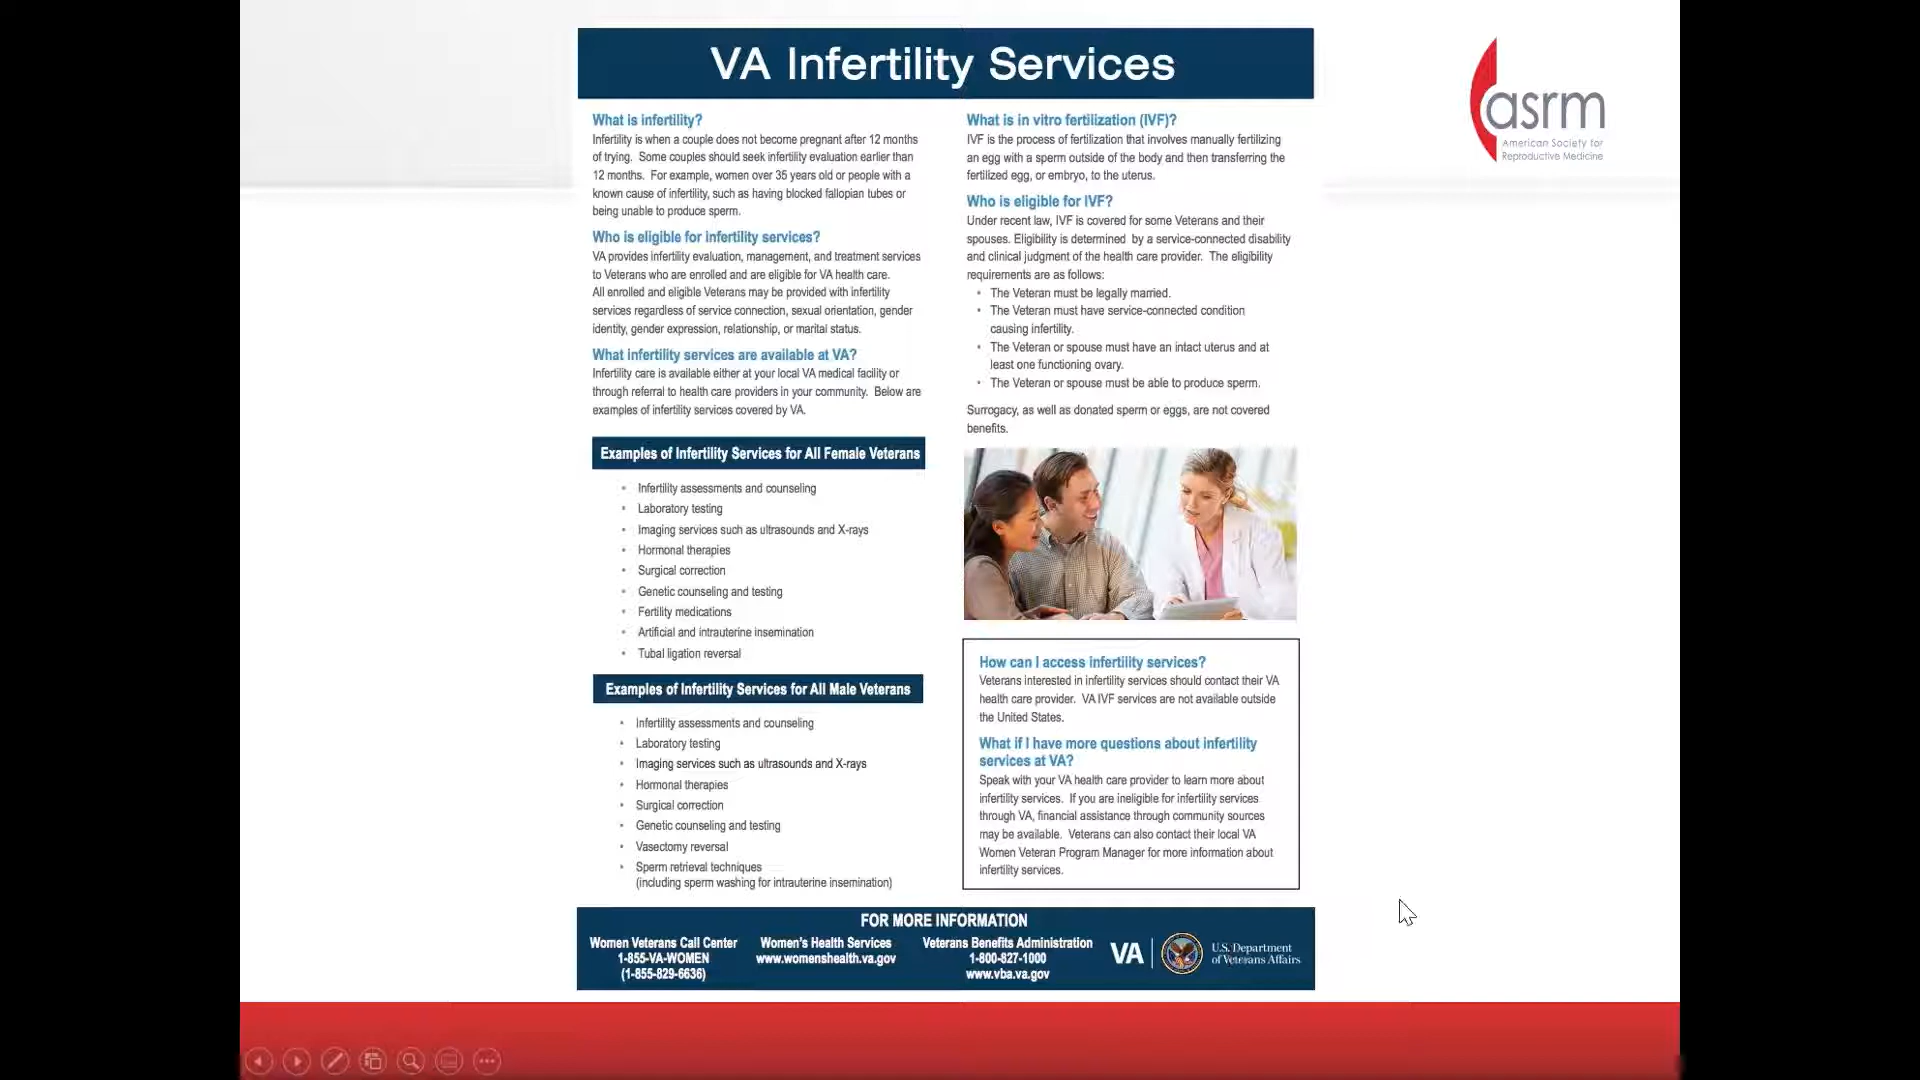 VA Infertility Services
asrm
American Society for
Reproductive Medicine
What is infertility?
Infertility is when a couple does not become pregnant after 12 months
of trying. Some couples should seek infertility evaluation earlier than
12 months. For example, women over 35 years old or people with a
known cause of infertility, such as having blocked fallopian tubes or
being unable to produce sperm.
Who is eligible for infertility services?
VA provides infertility evaluation, management, and treatment services
to Veterans who are enrolled and are eligible for VA health care.
All enrolled and eligible Veterans may be provided with infertility
services regardless of service connection, sexual orientation, gender
identity, gender expression, relationship, or marital status.
What infertility services are available at VA?
Infertility care is available either at your local VA medical facility or
through referral to health care providers in your community. Below are
examples of infertility services covered by VA.
Examples of Infertility Services for All Female Veterans
• Infertility assessments and counseling
• Laboratory testing
• Imaging services such as ultrasounds and X-rays
• Hormonal therapies
• Surgical correction
• Genetic counseling and testing
• Fertility medications
• Artificial and intrauterine insemination
• Tubal ligation reversal
Examples of Infertility Services for All Male Veterans
• Infertility assessments and counseling
• Laboratory testing
• Imaging services such as ultrasounds and X-rays
• Hormonal therapies
• Surgical correction
• Genetic counseling and testing
• Vasectomy reversal
• Sperm retrieval techniques
(including sperm washing for intrauterine insemination)
What is in vitro fertilization (IVF)?
IVF is the process of fertilization that involves manually fertilizing
an egg with a sperm outside of the body and then transferring the
fertilized egg, or embryo, to the uterus.
Who is eligible for IVF?
Under recent law, IVF is covered for some Veterans and their
spouses. Eligibility is determined by a service-connected disability
and clinical judgment of the health care provider. The eligibility
requirements are as follows:
• The Veteran must be legally married.
• The Veteran must have service-connected condition
causing infertility.
• The Veteran or spouse must have an intact uterus and at
least one functioning ovary.
• The Veteran or spouse must be able to produce sperm.
Surrogacy, as well as donated sperm or eggs, are not covered
benefits.
How can I access infertility services?
Veterans interested in infertility services should contact their VA
health care provider. VA IVF services are not available outside
the United States.
What if I have more questions about infertility
services at VA?
Speak with your VA health care provider to learn more about
infertility services. If you are ineligible for infertility services
through VA, financial assistance through community sources
may be available. Veterans can also contact their local VA
Women Veteran Program Manager for more information about
infertility services.
FOR MORE INFORMATION
Women Veterans Call Center
1-855-VA-WOMEN
(1-855-829-6636)
Women's Health Services
www.womenshealth.va.gov
Veterans Benefits Administration
1-800-827-1000
www.vba.va.gov
VA
U.S. Department
of Veterans Affairs